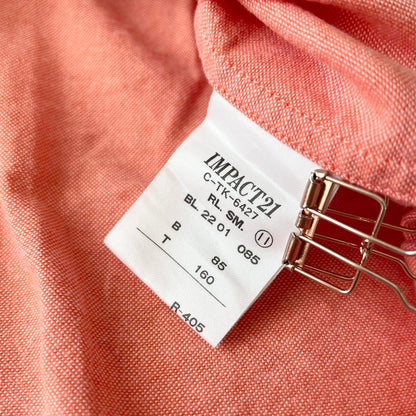 IMPACT21
C-TK-6427
RL. SM.
BL. 22 01 085
11
B 85
T 160
R-405